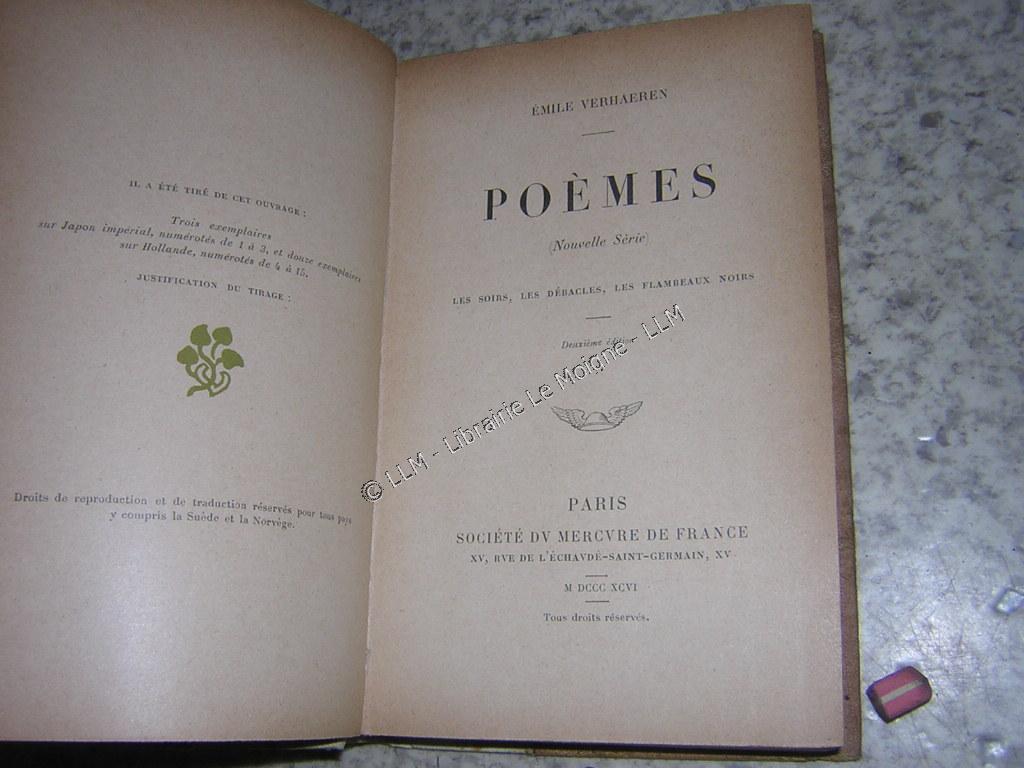 IL A ÉTÉ TIRÉ DE CET OUVRAGE :
Trois exemplaires
sur Japon impérial, numérotés de 1 à 3, et douze exemplaires
sur Hollande, numérotés de 4 à 15.
JUSTIFICATION DU TIRAGE :
Droits de reproduction et de traduction réservés pour tous pays
y compris la Suède et la Norvège.
ÉMILE VERHAEREN
POÈMES
(Nouvelle Série)
LES SOIRS, LES DÉBACLES, LES FLAMBEAUX NOIRS
Deuxième édition
© LLM - Librairie Le Moigne - LLM
PARIS
SOCIÉTÉ DV MERCVRE DE FRANCE
XV, RVE DE L'ÉCHAVDÉ-SAINT-GERMAIN, XV
M DCCC XCVI
Tous droits réservés.